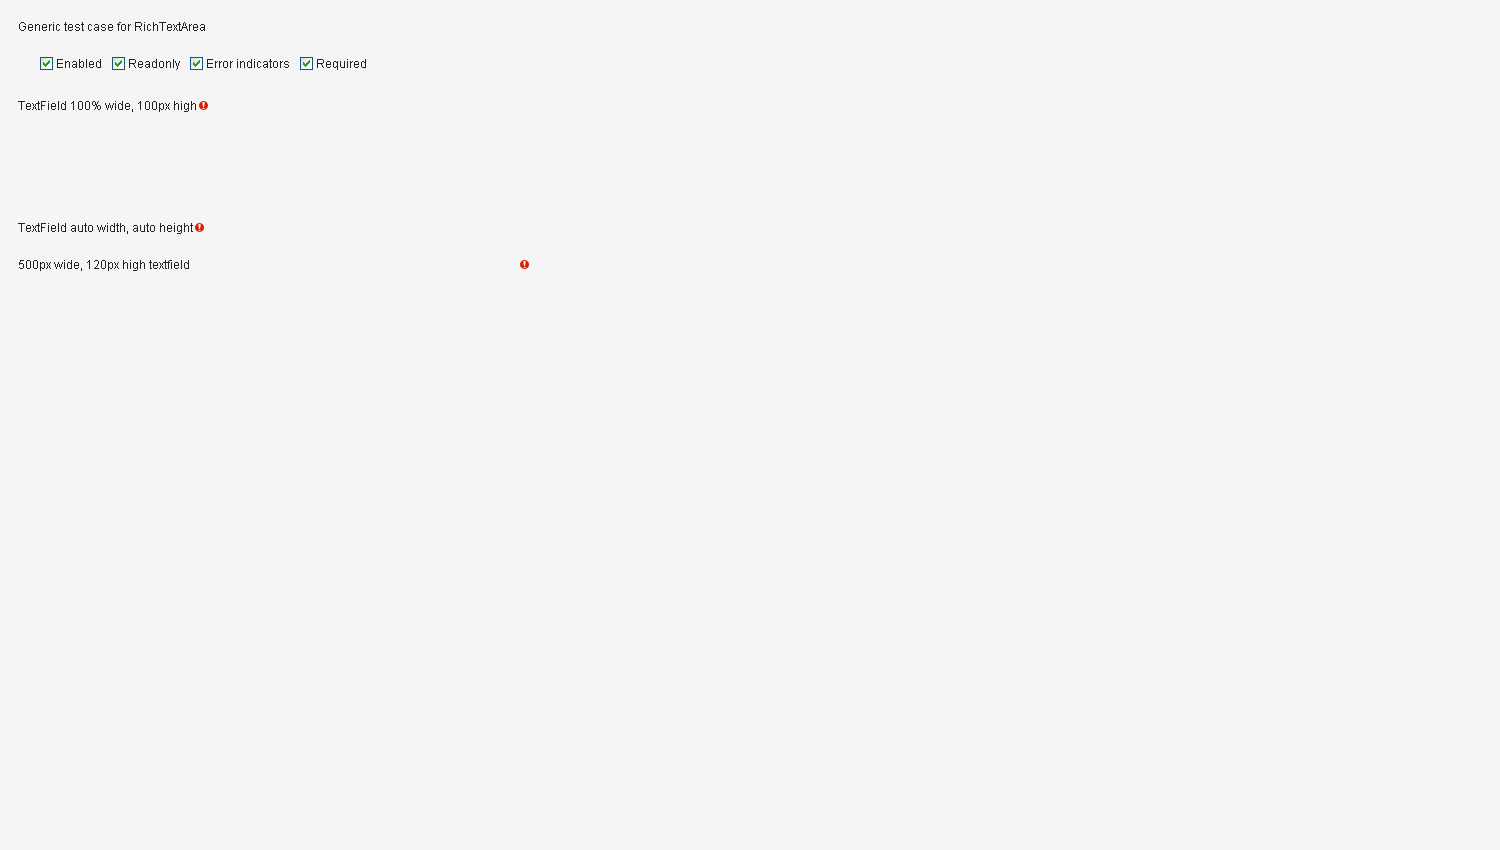 Generic test case for RichTextArea
Enabled Readonly Error indicators Required
TextField 100% wide, 100px high
TextField auto width, auto height
500px wide, 120px high textfield